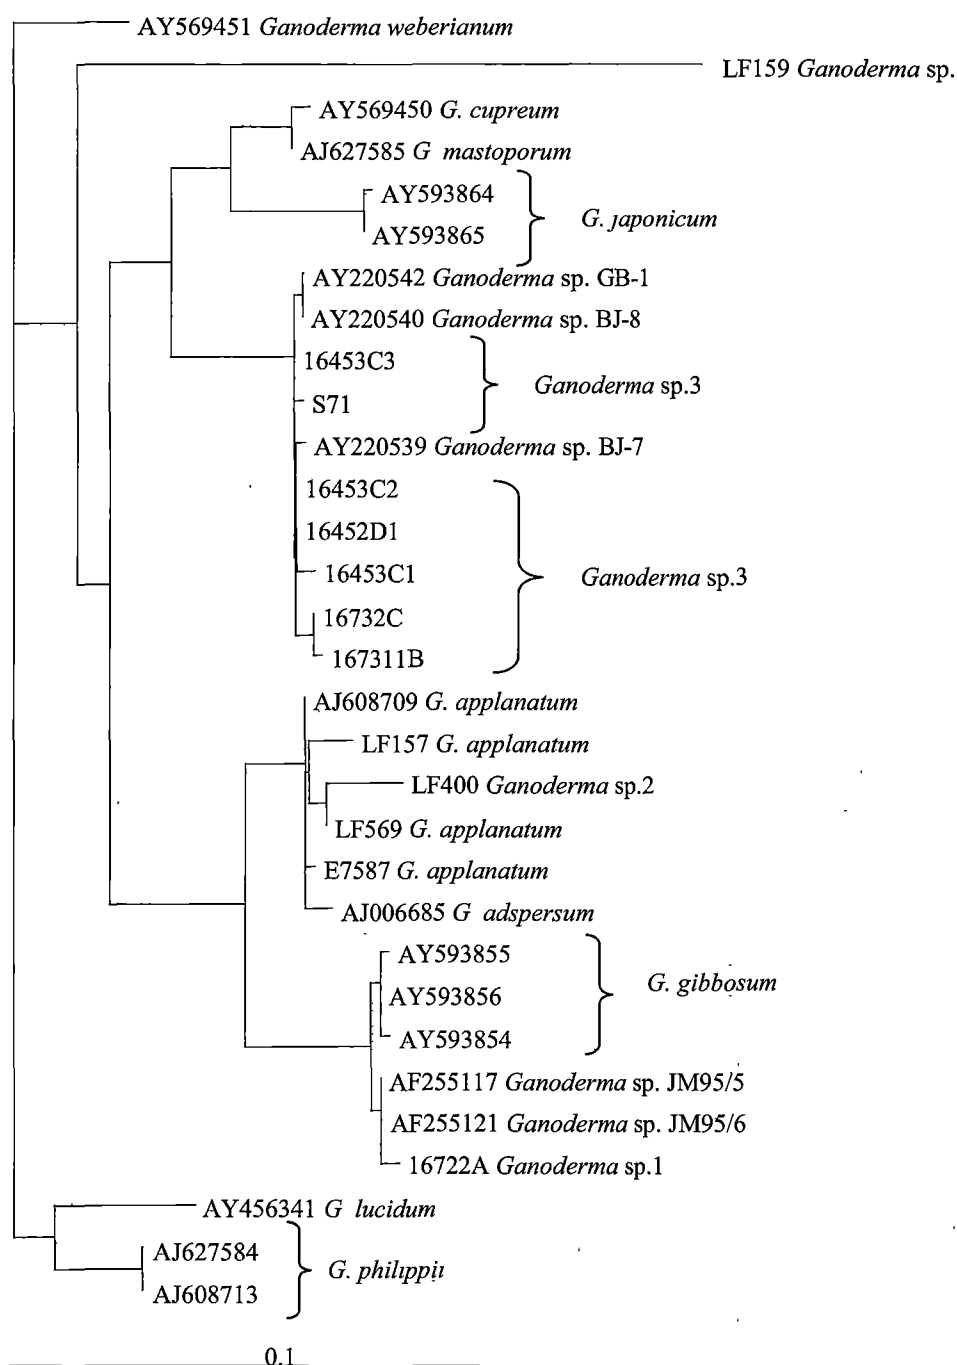 AY569451 Ganoderma weberianum
LF159 Ganoderma sp.
AY569450 G. cupreum
AJ627585 G mastoporum
AY593864
AY593865
G. japonicum
AY220542 Ganoderma sp. GB-1
AY220540 Ganoderma sp. BJ-8
16453C3
S71
Ganoderma sp.3
AY220539 Ganoderma sp. BJ-7
16453C2
16452D1
16453C1
16732C
167311B
Ganoderma sp.3
AJ608709 G. applanatum
LF157 G. applanatum
LF400 Ganoderma sp.2
LF569 G. applanatum
E7587 G. applanatum
AJ006685 G adspersum
AY593855
AY593856
AY593854
G. gibbosum
AF255117 Ganoderma sp. JM95/5
AF255121 Ganoderma sp. JM95/6
16722A Ganoderma sp.1
AY456341 G lucidum
AJ627584
AJ608713
G. philippii
0.1